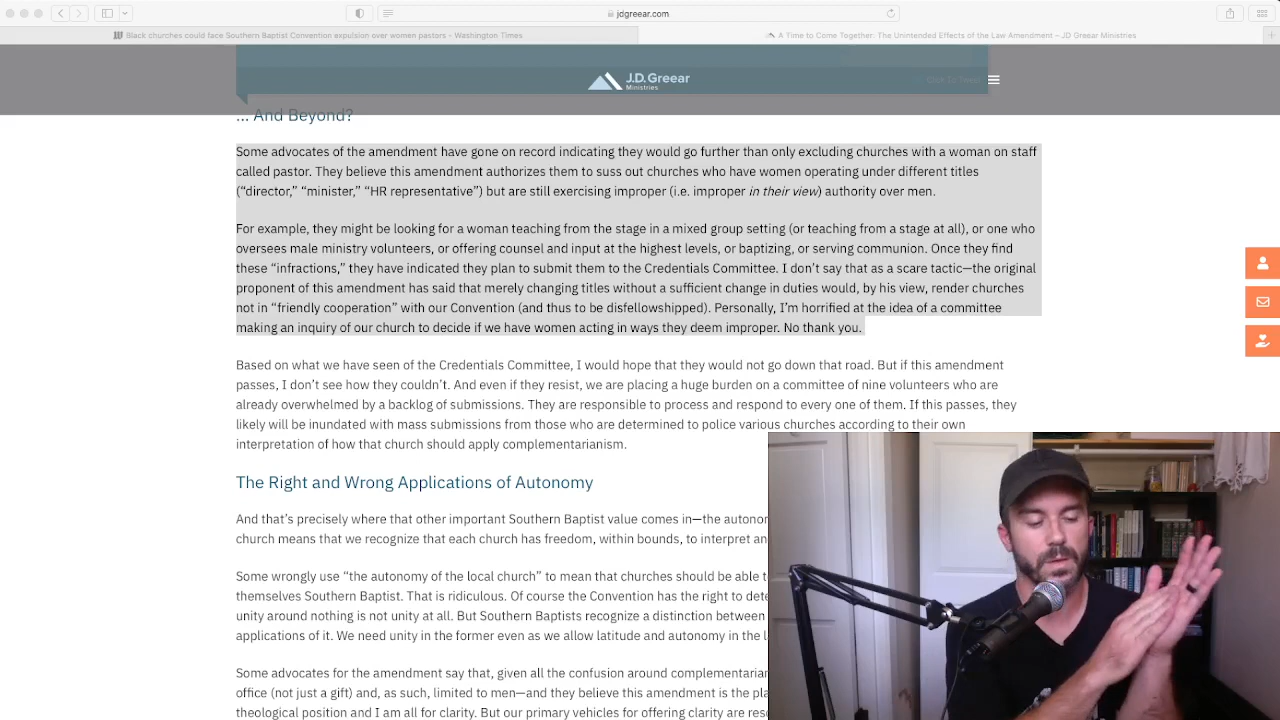 jdgreear.com
Black churches could face Southern Baptist Convention expulsion over women pastors - Washington Times
A Time to Come Together: The Unintended Effects of the Law Amendment – JD Greear Ministries
J.D. Greear
Ministries
... And Beyond?
Some advocates of the amendment have gone on record indicating they would go further than only excluding churches with a woman on staff
called pastor. They believe this amendment authorizes them to suss out churches who have women operating under different titles
(“director,” “minister,” “HR representative”) but are still exercising improper (i.e. improper in their view) authority over men.
For example, they might be looking for a woman teaching from the stage in a mixed group setting (or teaching from a stage at all), or one who
oversees male ministry volunteers, or offering counsel and input at the highest levels, or baptizing, or serving communion. Once they find
these “infractions,” they have indicated they plan to submit them to the Credentials Committee. I don’t say that as a scare tactic—the original
proponent of this amendment has said that merely changing titles without a sufficient change in duties would, by his view, render churches
not in “friendly cooperation” with our Convention (and thus to be disfellowshipped). Personally, I’m horrified at the idea of a committee
making an inquiry of our church to decide if we have women acting in ways they deem improper. No thank you.
Based on what we have seen of the Credentials Committee, I would hope that they would not go down that road. But if this amendment
passes, I don’t see how they couldn’t. And even if they resist, we are placing a huge burden on a committee of nine volunteers who are
already overwhelmed by a backlog of submissions. They are responsible to process and respond to every one of them. If this passes, they
likely will be inundated with mass submissions from those who are determined to police various churches according to their own
interpretation of how that church should apply complementarianism.
The Right and Wrong Applications of Autonomy
And that’s precisely where that other important Southern Baptist value comes in—the autonom
church means that we recognize that each church has freedom, within bounds, to interpret an
Some wrongly use “the autonomy of the local church” to mean that churches should be able t
themselves Southern Baptist. That is ridiculous. Of course the Convention has the right to det
unity around nothing is not unity at all. But Southern Baptists recognize a distinction between
applications of it. We need unity in the former even as we allow latitude and autonomy in the l
Some advocates for the amendment say that, given all the confusion around complementarian
office (not just a gift) and, as such, limited to men—and they believe this amendment is the pla
theological position and I am all for clarity. But our primary vehicles for offering clarity are res